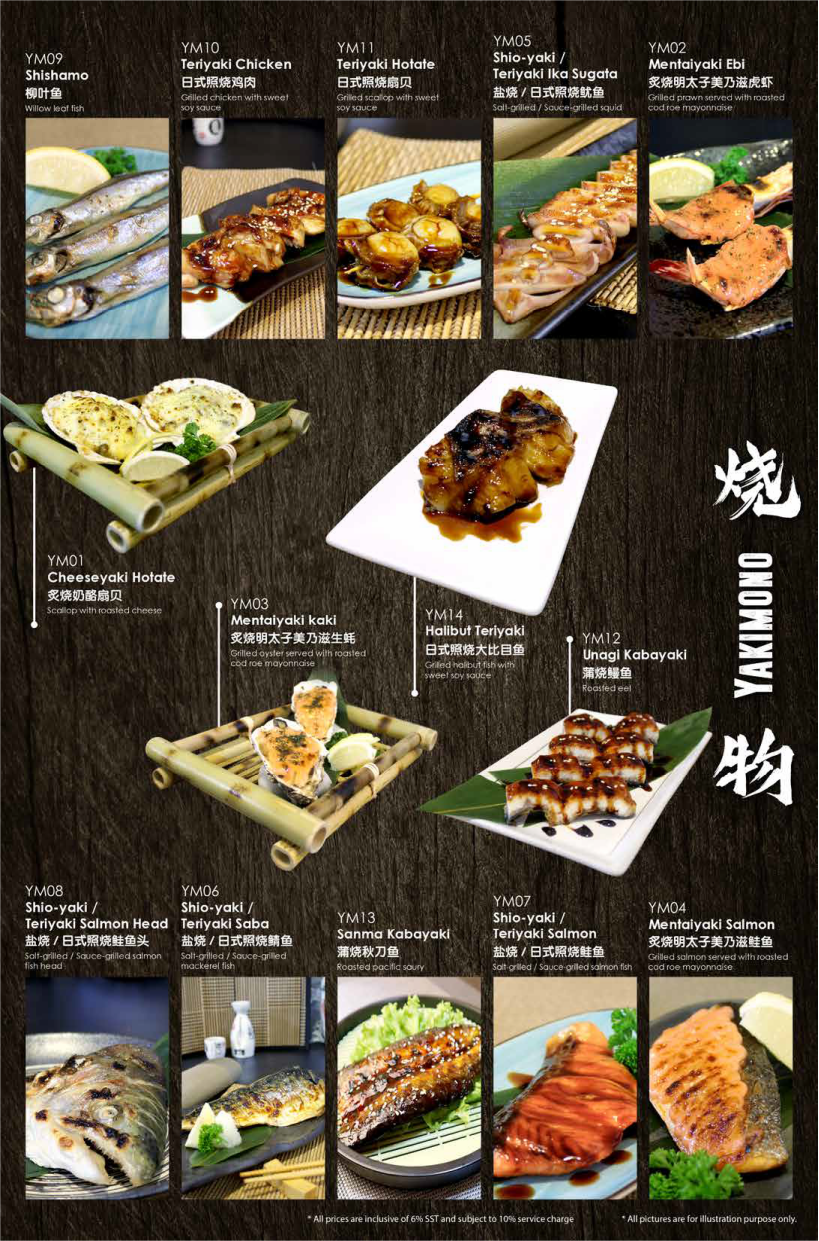 YM09
Shishamo
柳叶鱼
Willow leaf fish
YM10
Teriyaki Chicken
日式照烧鸡肉
Grilled chicken with sweet
soy sauce
YM11
Teriyaki Hotate
日式照烧扇贝
Grilled scallop with sweet
soy sauce
YM05
Shio-yaki /
Teriyaki Ika Sugata
盐烧 / 日式照烧鱿鱼
Salt-grilled / Sauce-grilled squid
YM02
Mentaiyaki Ebi
炙烧明太子美乃滋虎虾
Grilled prawn served with roasted
cod roe mayonnaise
YM01
Cheeseyaki Hotate
炙烧奶酪扇贝
Scallop with roasted cheese
YM03
Mentaiyaki kaki
炙烧明太子美乃滋生蚝
Grilled oyster served with roasted
cod roe mayonnaise
YM14
Halibut Teriyaki
日式照烧大比目鱼
Grilled halibut fish with
sweet soy sauce
YM12
Unagi Kabayaki
蒲烧鳗鱼
Roasted eel
烧
YAKIMONO
物
YM08
Shio-yaki /
Teriyaki Salmon Head
盐烧 / 日式照烧鲑鱼头
Salt-grilled / Sauce-grilled salmon
fish head
YM06
Shio-yaki /
Teriyaki Saba
盐烧 / 日式照烧鲭鱼
Salt-grilled / Sauce-grilled
mackerel fish
YM13
Sanma Kabayaki
蒲烧秋刀鱼
Roasted pacific saury
YM07
Shio-yaki /
Teriyaki Salmon
盐烧 / 日式照烧鲑鱼
Salt-grilled / Sauce-grilled salmon fish
YM04
Mentaiyaki Salmon
炙烧明太子美乃滋鲑鱼
Grilled salmon served with roasted
cod roe mayonnaise
* All prices are inclusive of 6% SST and subject to 10% service charge
* All pictures are for illustration purpose only.